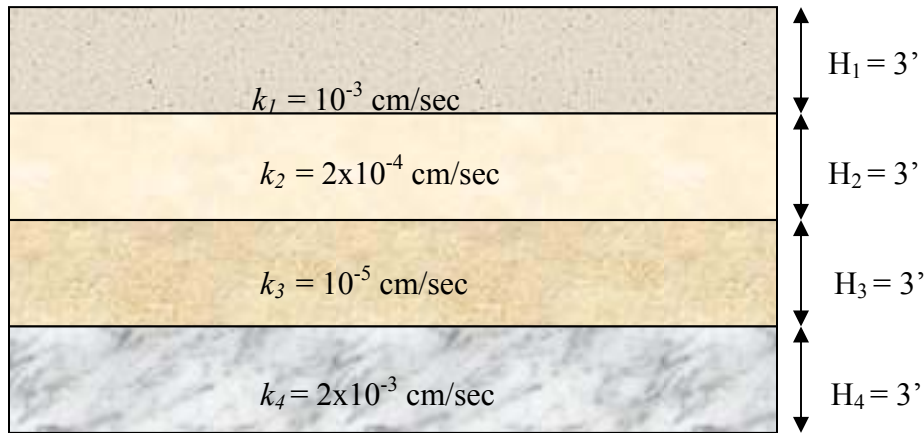 H₁ = 3’
k₁ = 10⁻³ cm/sec
k₂ = 2x10⁻⁴ cm/sec
H₂ = 3’
k₃ = 10⁻⁵ cm/sec
H₃ = 3’
k₄ = 2x10⁻³ cm/sec
H₄ = 3’